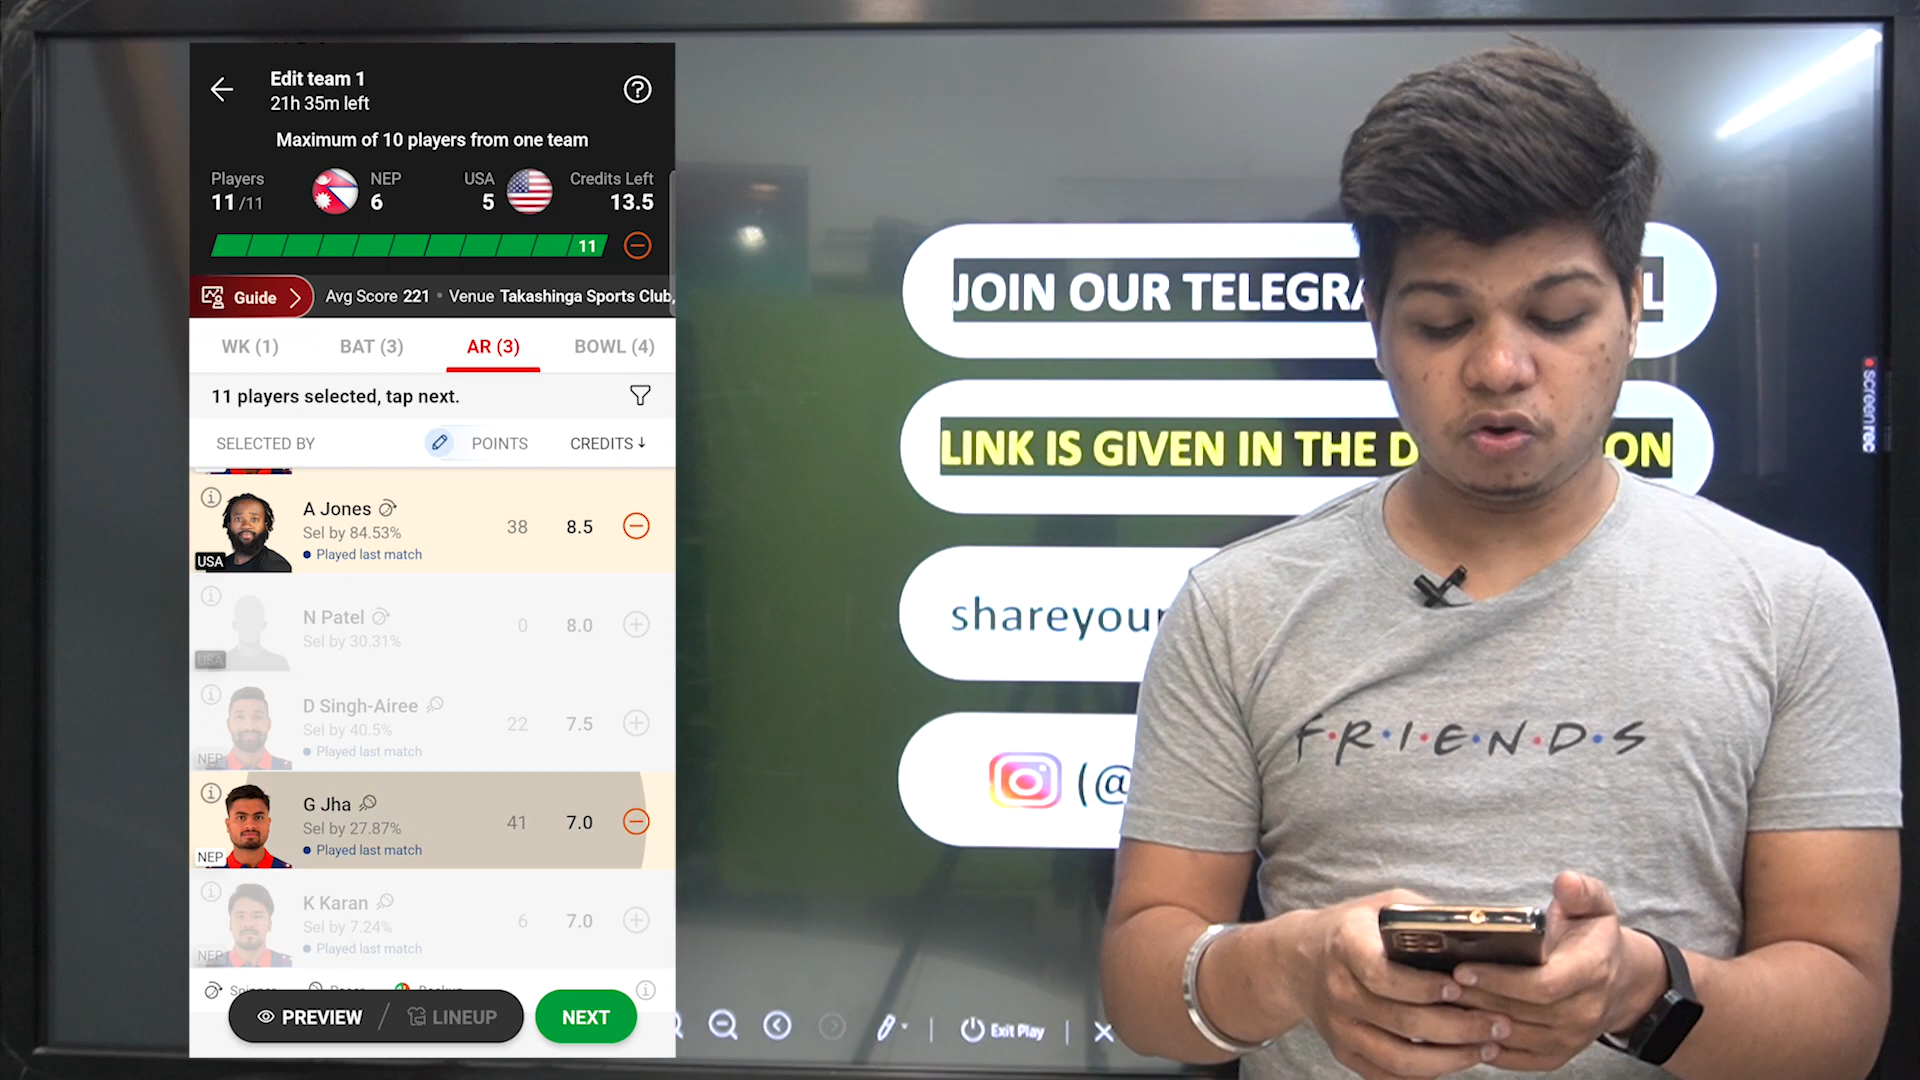 Edit team 1
21h 35m left
Maximum of 10 players from one team
Players
11/11
NEP
6
USA
5
Credits Left
13.5
11
Guide
Avg Score 221 • Venue Takashinga Sports Club,
WK (1)
BAT (3)
AR (3)
BOWL (4)
11 players selected, tap next.
SELECTED BY
POINTS
CREDITS↓
A Jones
Sel by 84.53%
Played last match
38
8.5
USA
N Patel
Sel by 30.31%
0
8.0
USA
D Singh-Airee
Sel by 40.5%
Played last match
22
7.5
NEP
G Jha
Sel by 27.87%
Played last match
41
7.0
NEP
K Karan
Sel by 7.24%
Played last match
6
7.0
NEP
PREVIEW
LINEUP
NEXT
JOIN OUR TELEGRA L
LINK IS GIVEN IN THE D ON
shareyour
(@
F•R•I•E•N•D•S
screenrec
Exit Play